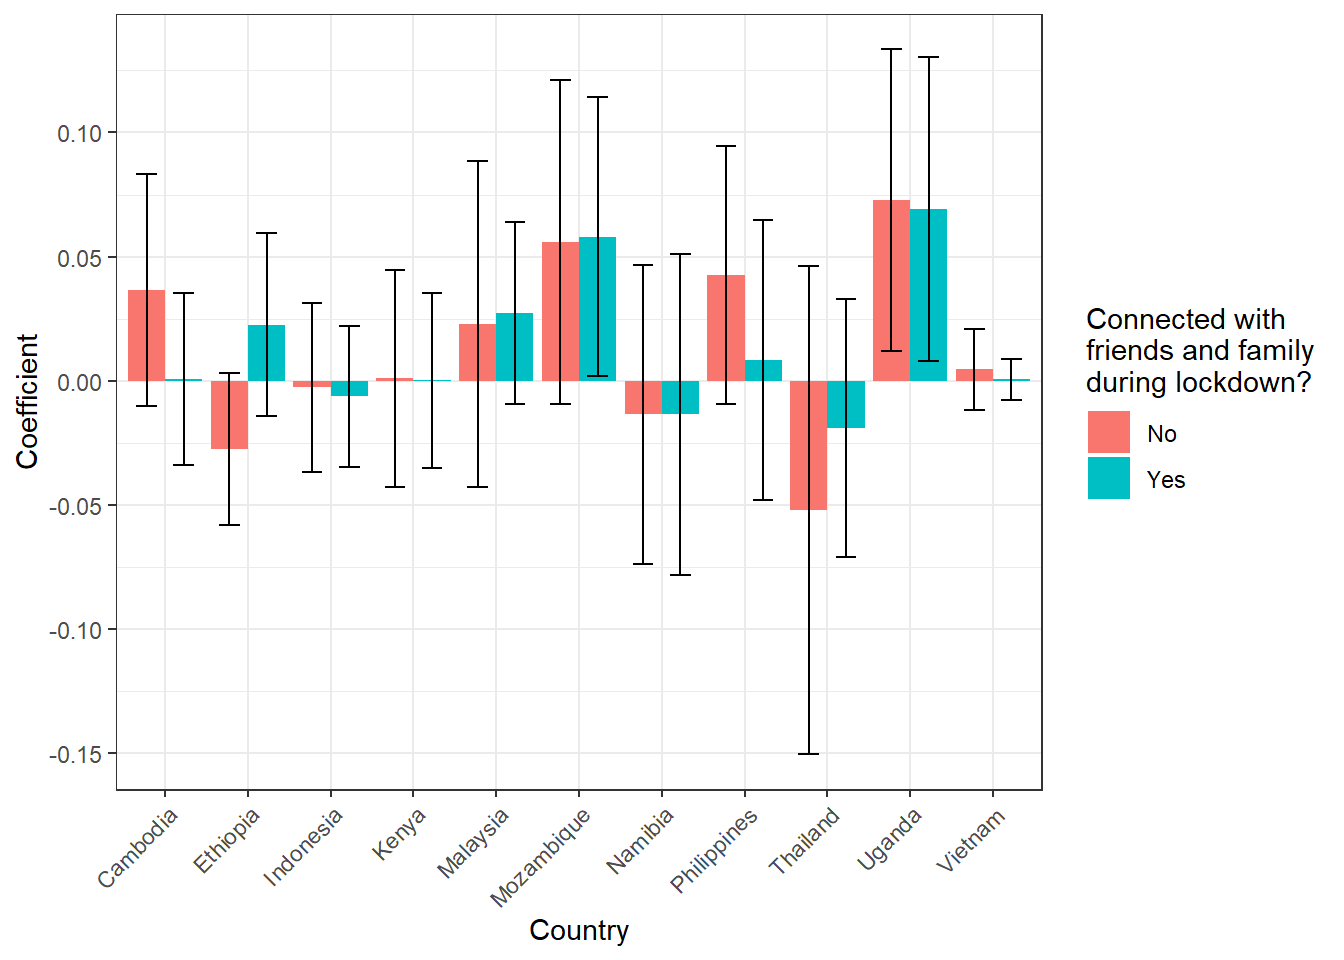 0.10
0.05
0.00
-0.05
-0.10
-0.15
Coefficient
Cambodia
Ethiopia
Indonesia
Kenya
Malaysia
Mozambique
Namibia
Philippines
Thailand
Uganda
Vietnam
Country
Connected with
friends and family
during lockdown?
No
Yes